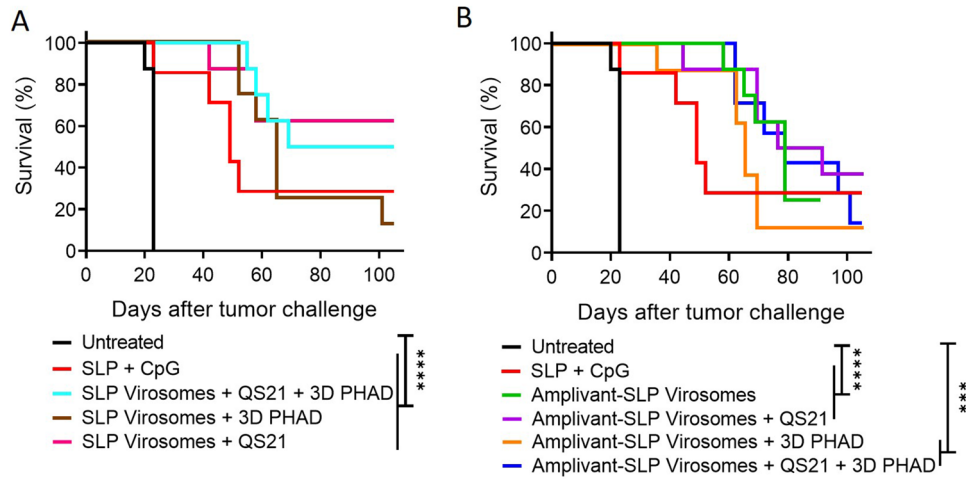 A
Survival (%)
100
80
60
40
20
0
0 20 40 60 80 100
Days after tumor challenge
Untreated
SLP + CpG
SLP Virosomes + QS21 + 3D PHAD
SLP Virosomes + 3D PHAD
SLP Virosomes + QS21
****
B
Survival (%)
100
80
60
40
20
0
0 20 40 60 80 100
Days after tumor challenge
Untreated
SLP + CpG
Amplivant-SLP Virosomes
Amplivant-SLP Virosomes + QS21
Amplivant-SLP Virosomes + 3D PHAD
Amplivant-SLP Virosomes + QS21 + 3D PHAD
****
***